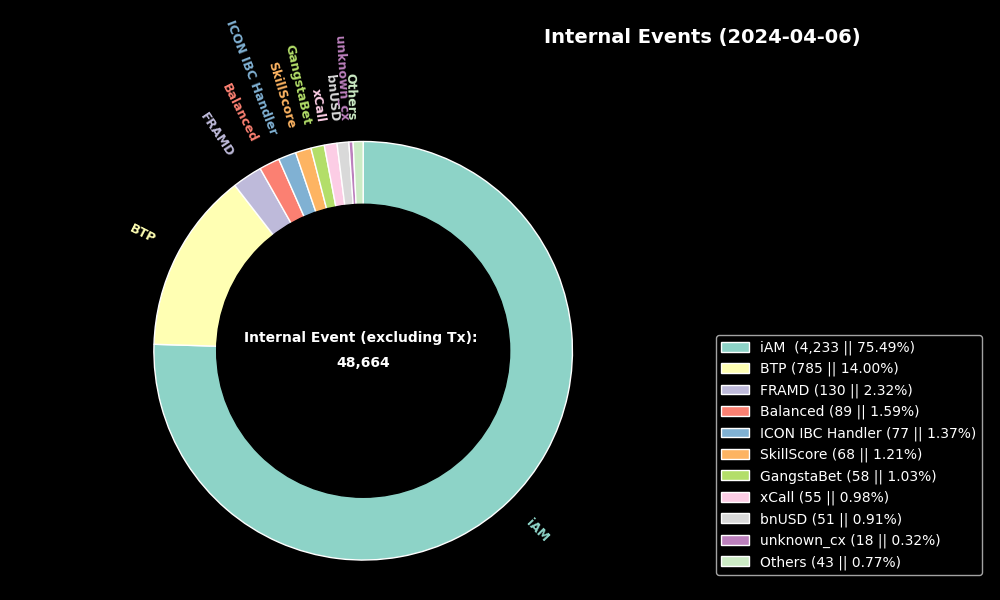 Internal Events (2024-04-06)
ICON IBC Handler
unknown_cx
GangstaBet
SkillScore
Others
bnUSD
xCall
Balanced
FRAMD
BTP
Internal Event (excluding Tx):
48,664
iAM
iAM  (4,233 || 75.49%)
BTP (785 || 14.00%)
FRAMD (130 || 2.32%)
Balanced (89 || 1.59%)
ICON IBC Handler (77 || 1.37%)
SkillScore (68 || 1.21%)
GangstaBet (58 || 1.03%)
xCall (55 || 0.98%)
bnUSD (51 || 0.91%)
unknown_cx (18 || 0.32%)
Others (43 || 0.77%)